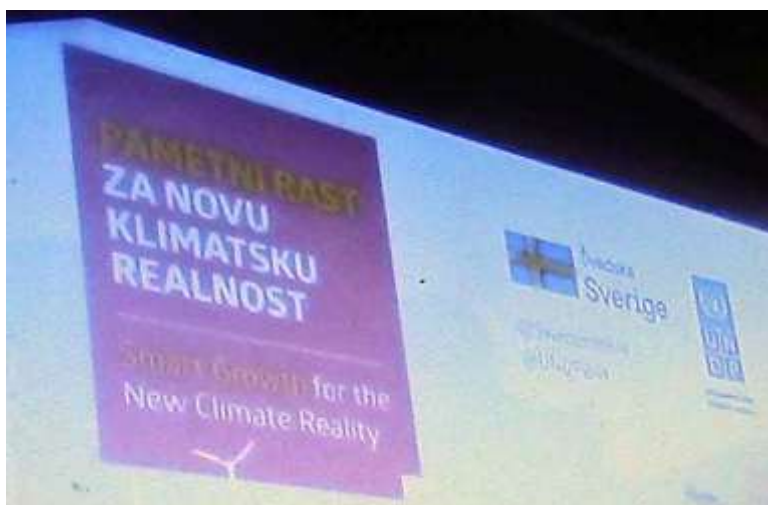 PAMETNI RAST
ZA NOVU
KLIMATSKU
REALNOST
Smart Growth for the
New Climate Reality
Švedska
Sverige